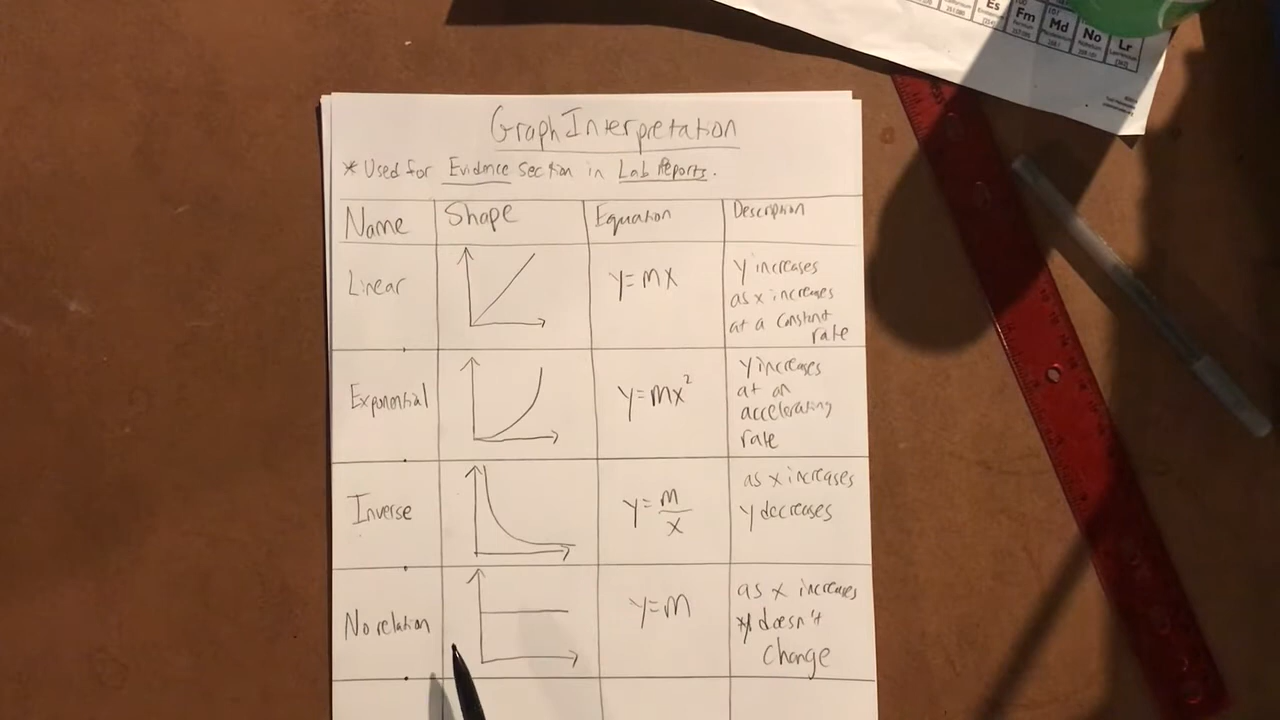 Es
Fm
Md
No
Lr
Graph Interpretation
* Used for Evidence section in Lab Reports.
Name Shape Equation Description
Linear
y=mx
y increases
as x increases
at a constant
rate
Exponential
y=mx²
y increases
at an
accelerating
rate
Inverse
y=m/x
as x increases
y decreases
No relation
y=m
as x increases
y doesn't
change